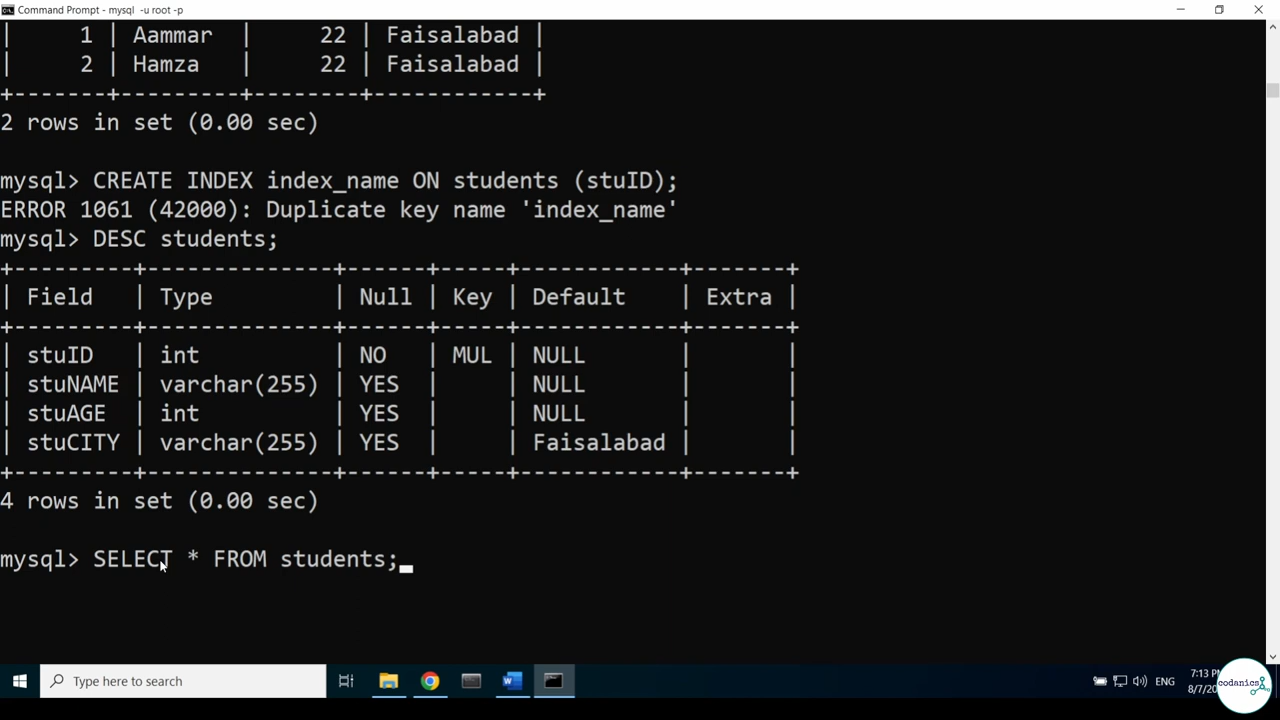 Command Prompt - mysql -u root -p
| 1 | Aammar | 22 | Faisalabad |
| 2 | Hamza | 22 | Faisalabad |
+-------+---------+--------+------------+
2 rows in set (0.00 sec)
mysql> CREATE INDEX index_name ON students (stuID);
ERROR 1061 (42000): Duplicate key name 'index_name'
mysql> DESC students;
+---------+--------------+------+-----+------------+-------+
| Field | Type | Null | Key | Default | Extra |
+---------+--------------+------+-----+------------+-------+
| stuID | int | NO | MUL | NULL | |
| stuNAME | varchar(255) | YES | | NULL | |
| stuAGE | int | YES | | NULL | |
| stuCITY | varchar(255) | YES | | Faisalabad | |
+---------+--------------+------+-----+------------+-------+
4 rows in set (0.00 sec)
mysql> SELECT * FROM students;
Type here to search
ENG
7:13
codanics